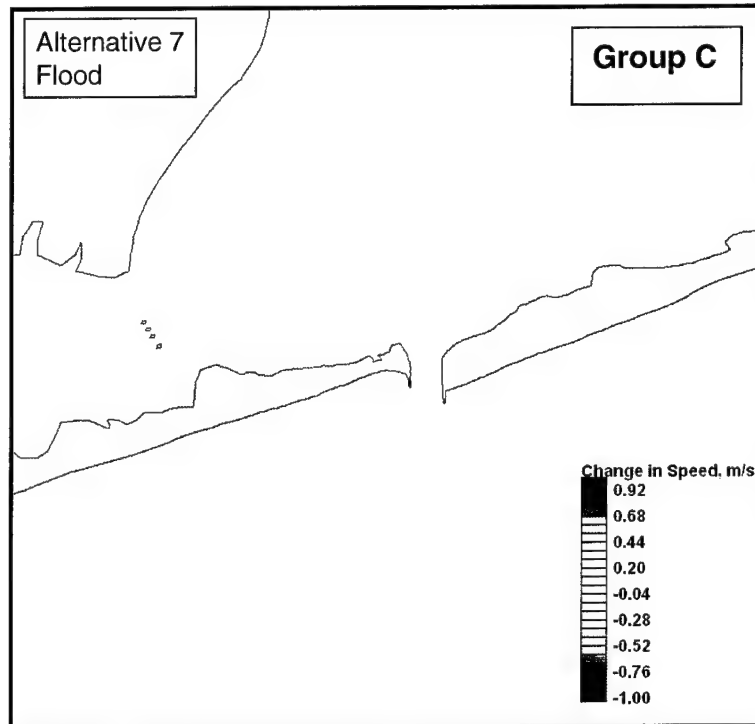 Alternative 7
Flood
Group C
Change in Speed, m/s
0.92
0.68
0.44
0.20
-0.04
-0.28
-0.52
-0.76
-1.00